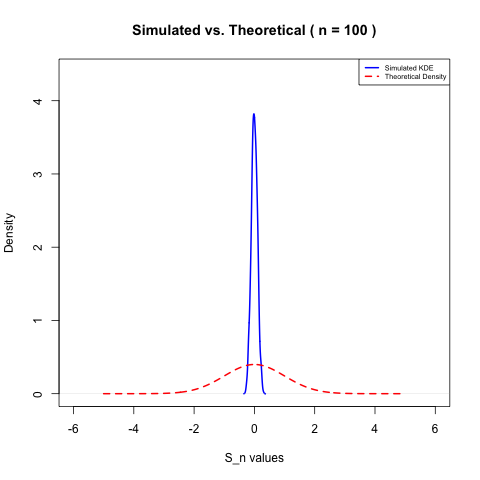 Simulated vs. Theoretical ( n = 100 )
Simulated KDE
Theoretical Density
4
3
2
1
0
Density
-6 -4 -2 0 2 4 6
S_n values